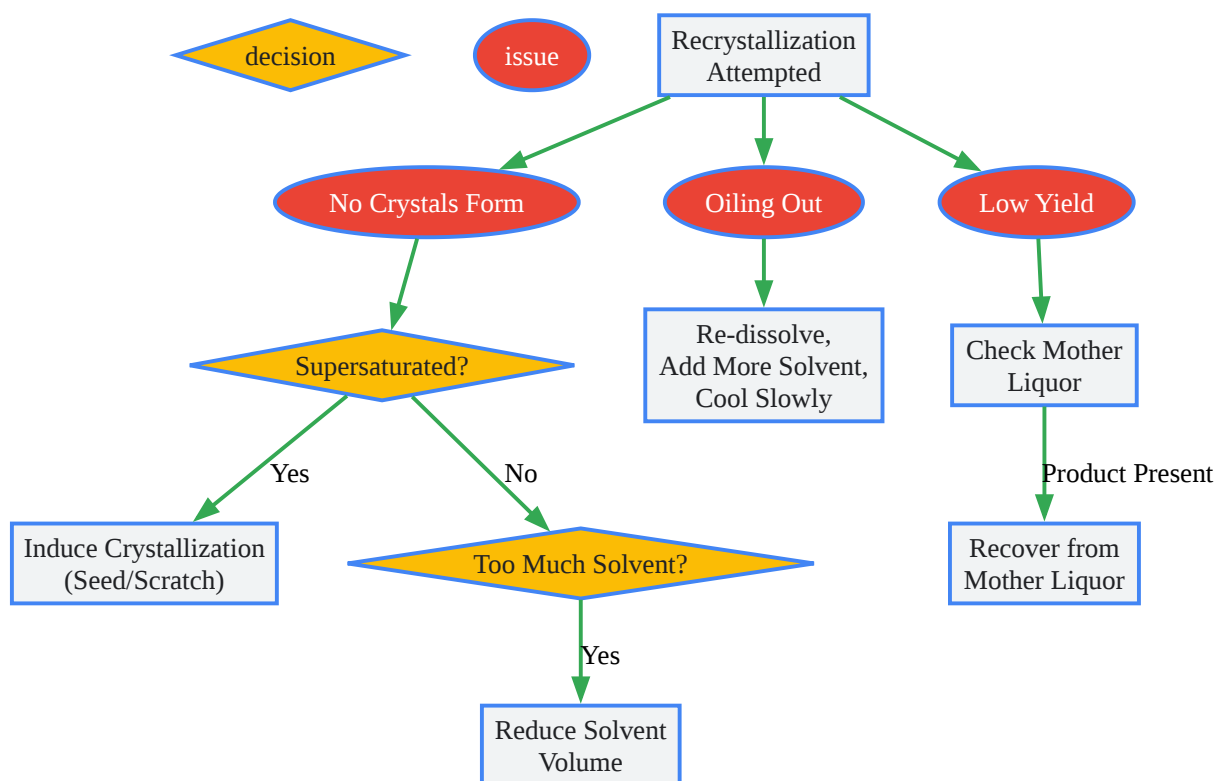 decision
issue
Recrystallization
Attempted
No Crystals Form
Oiling Out
Low Yield
Supersaturated?
Re-dissolve,
Add More Solvent,
Cool Slowly
Check Mother
Liquor
Yes
No
Product Present
Induce Crystallization
(Seed/Scratch)
Too Much Solvent?
Recover from
Mother Liquor
Yes
Reduce Solvent
Volume